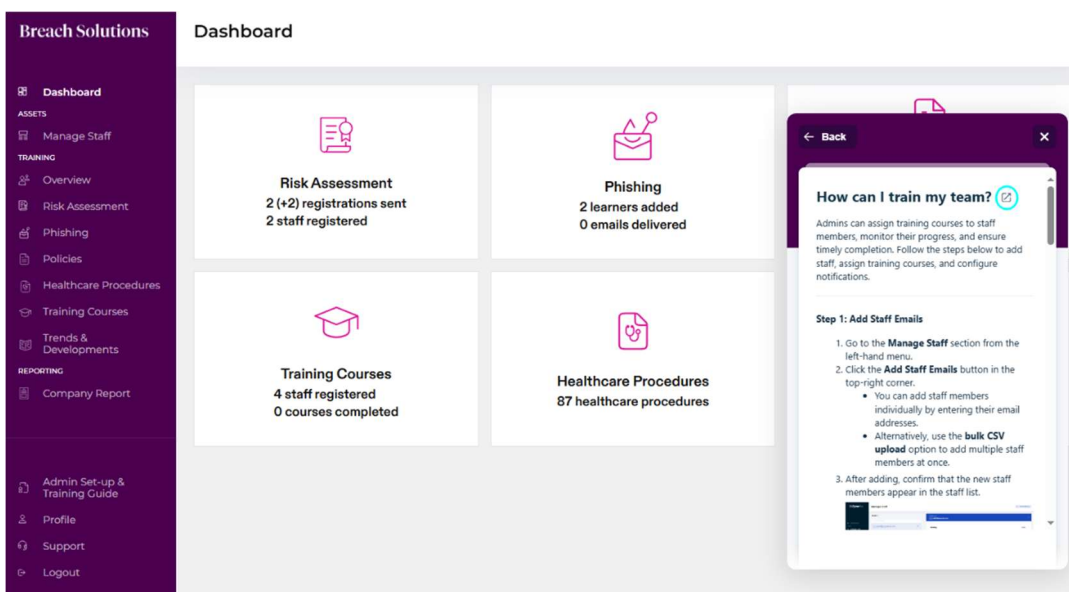 Breach Solutions
Dashboard
ASSETS
Manage Staff
TRAINING
Overview
Risk Assessment
Phishing
Policies
Healthcare Procedures
Training Courses
Trends &
Developments
REPORTING
Company Report
Admin Set-up &
Training Guide
Profile
Support
Logout
Dashboard
Risk Assessment
2 (+2) registrations sent
2 staff registered
Phishing
2 learners added
0 emails delivered
Training Courses
4 staff registered
0 courses completed
Healthcare Procedures
87 healthcare procedures
Back
How can I train my team?
Admins can assign training courses to staff
members, monitor their progress, and ensure
timely completion. Follow the steps below to add
staff, assign training courses, and configure
notifications.
Step 1: Add Staff Emails
1. Go to the Manage Staff section from the
left-hand menu.
2. Click the Add Staff Emails button in the
top-right corner.
• You can add staff members
individually by entering their email
addresses.
• Alternatively, use the bulk CSV
upload option to add multiple staff
members at once.
3. After adding, confirm that the new staff
members appear in the staff list.